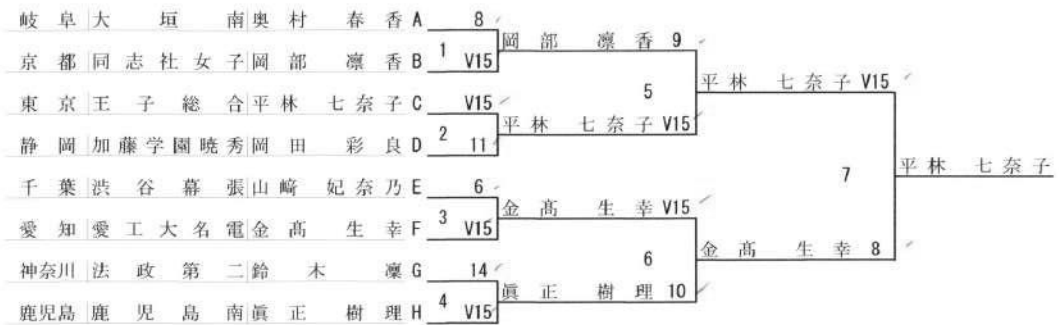 岐阜 大垣南 奥村春香 A 8
京都 同志社女子 岡部凛香 B V15
東京 王子総合 平林七奈子 C V15
静岡 加藤学園暁秀 岡田彩良 D 11
千葉 渋谷幕張 山﨑妃奈乃 E 6
愛知 愛工大名電 金髙生幸 F V15
神奈川 法政第二 鈴木凜 G 14
鹿児島 鹿児島南 眞正樹理 H V15
1
2
3
4
岡部凛香 9
平林七奈子 V15
金髙生幸 V15
眞正樹理 10
5
6
平林七奈子 V15
金髙生幸 8
7
平林七奈子